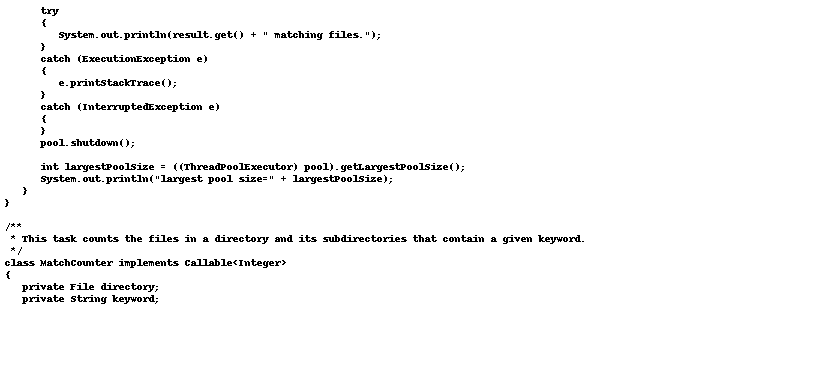 try
{
System.out.println(result.get() + " matching files.");
}
catch (ExecutionException e)
{
e.printStackTrace();
}
catch (InterruptedException e)
{
}
pool.shutdown();
int largestPoolSize = ((ThreadPoolExecutor) pool).getLargestPoolSize();
System.out.println("largest pool size=" + largestPoolSize);
}
}
/**
* This task counts the files in a directory and its subdirectories that contain a given keyword.
*/
class MatchCounter implements Callable<Integer>
{
private File directory;
private String keyword;